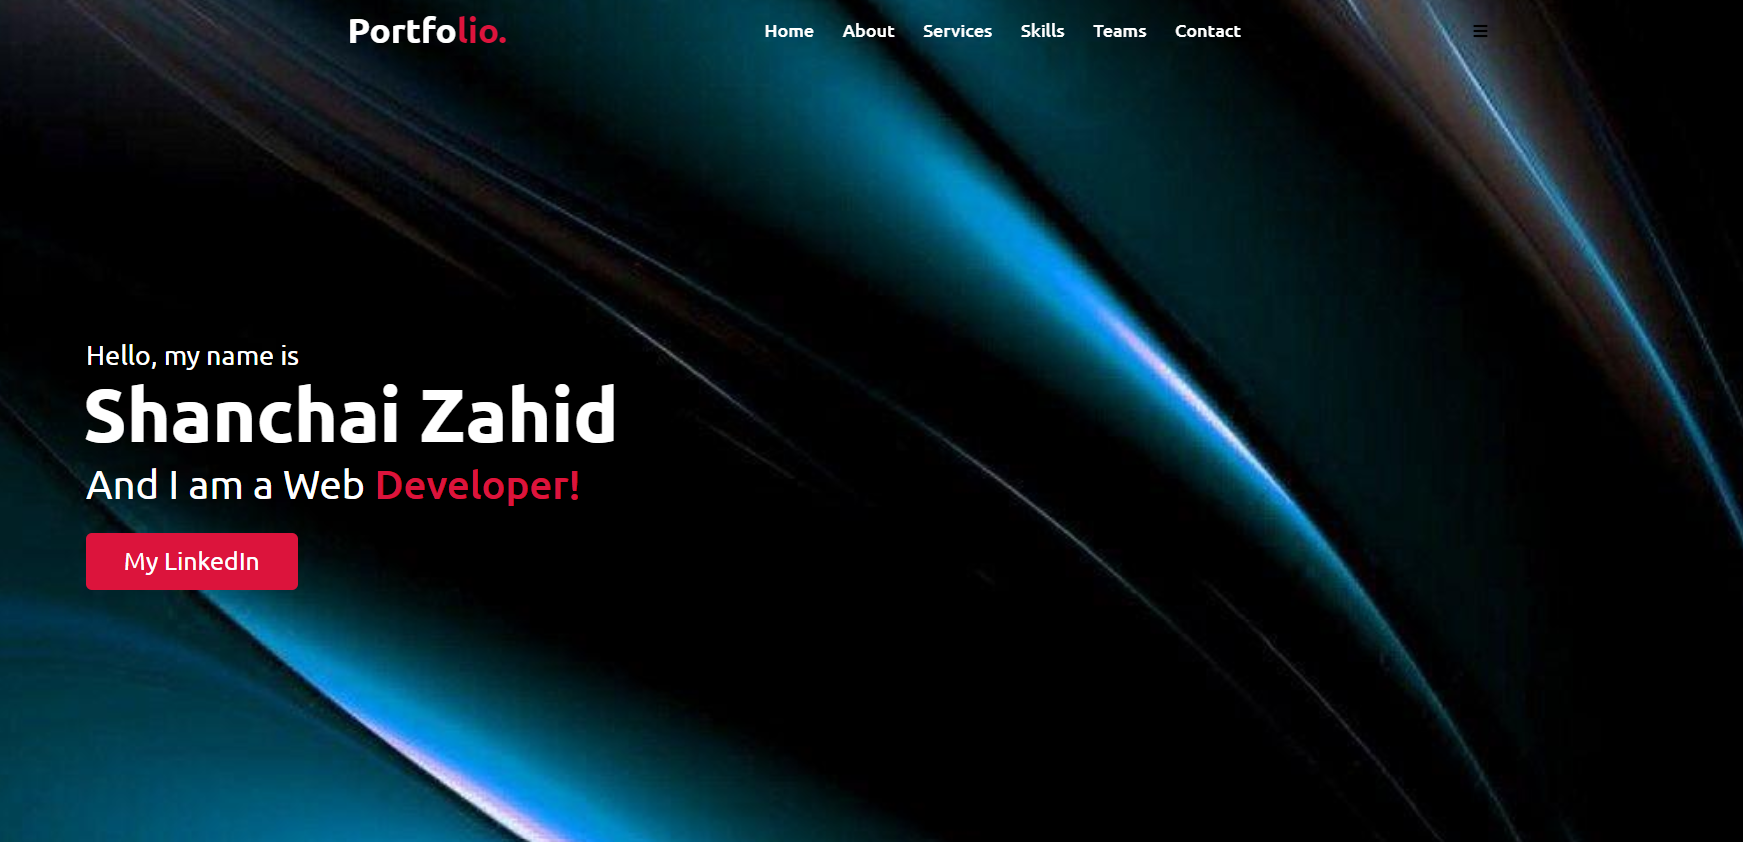 Portfolio. Home About Services Skills Teams Contact
Hello, my name is
Shanchai Zahid
And I am a Web Developer!
My LinkedIn